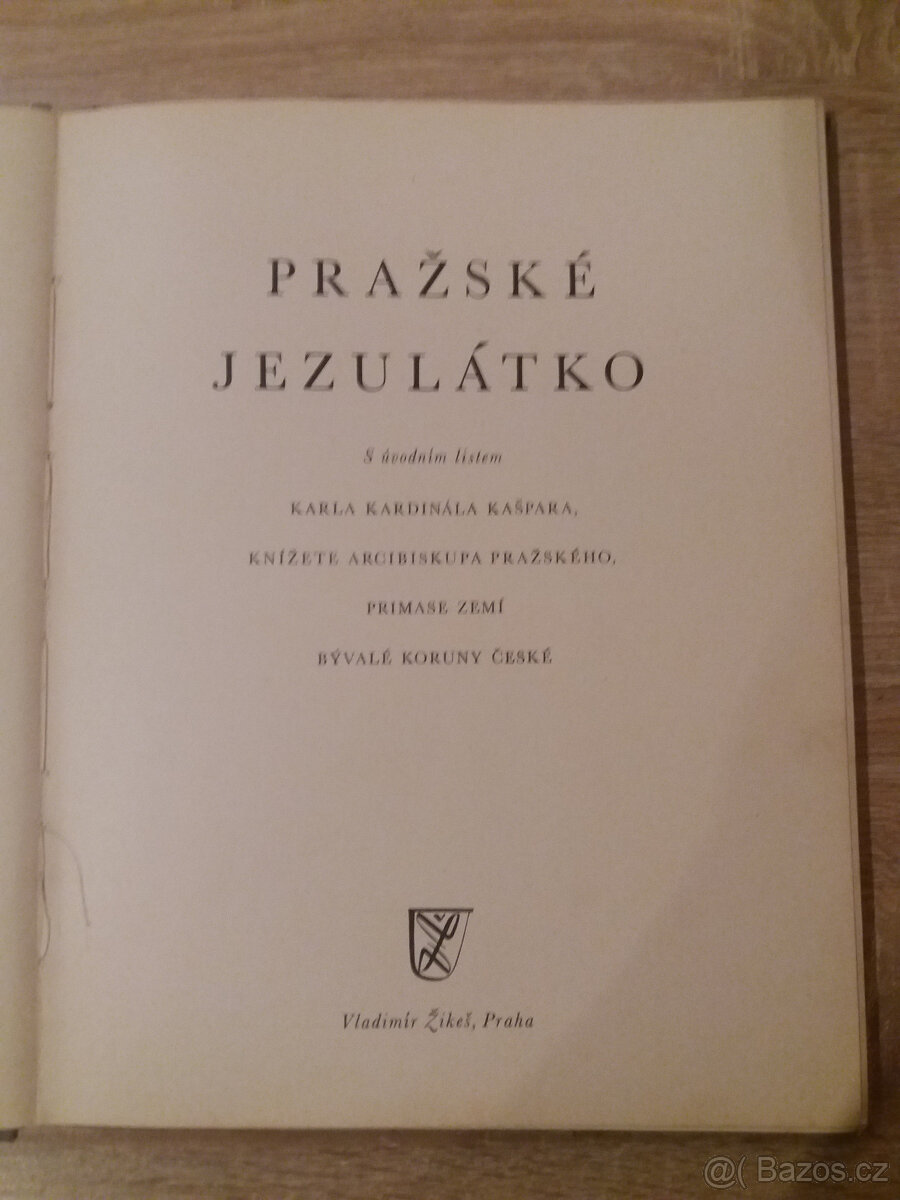 PRAŽSKÉ
JEZULÁTKO
S úvodním listem
KARLA KARDINÁLA KAŠPARA,
KNÍŽETE ARCIBISKUPA PRAŽSKÉHO,
PRIMASE ZEMÍ
BÝVALÉ KORUNY ČESKÉ
Ž
Vladimír Žikeš, Praha
@( Bazos.cz